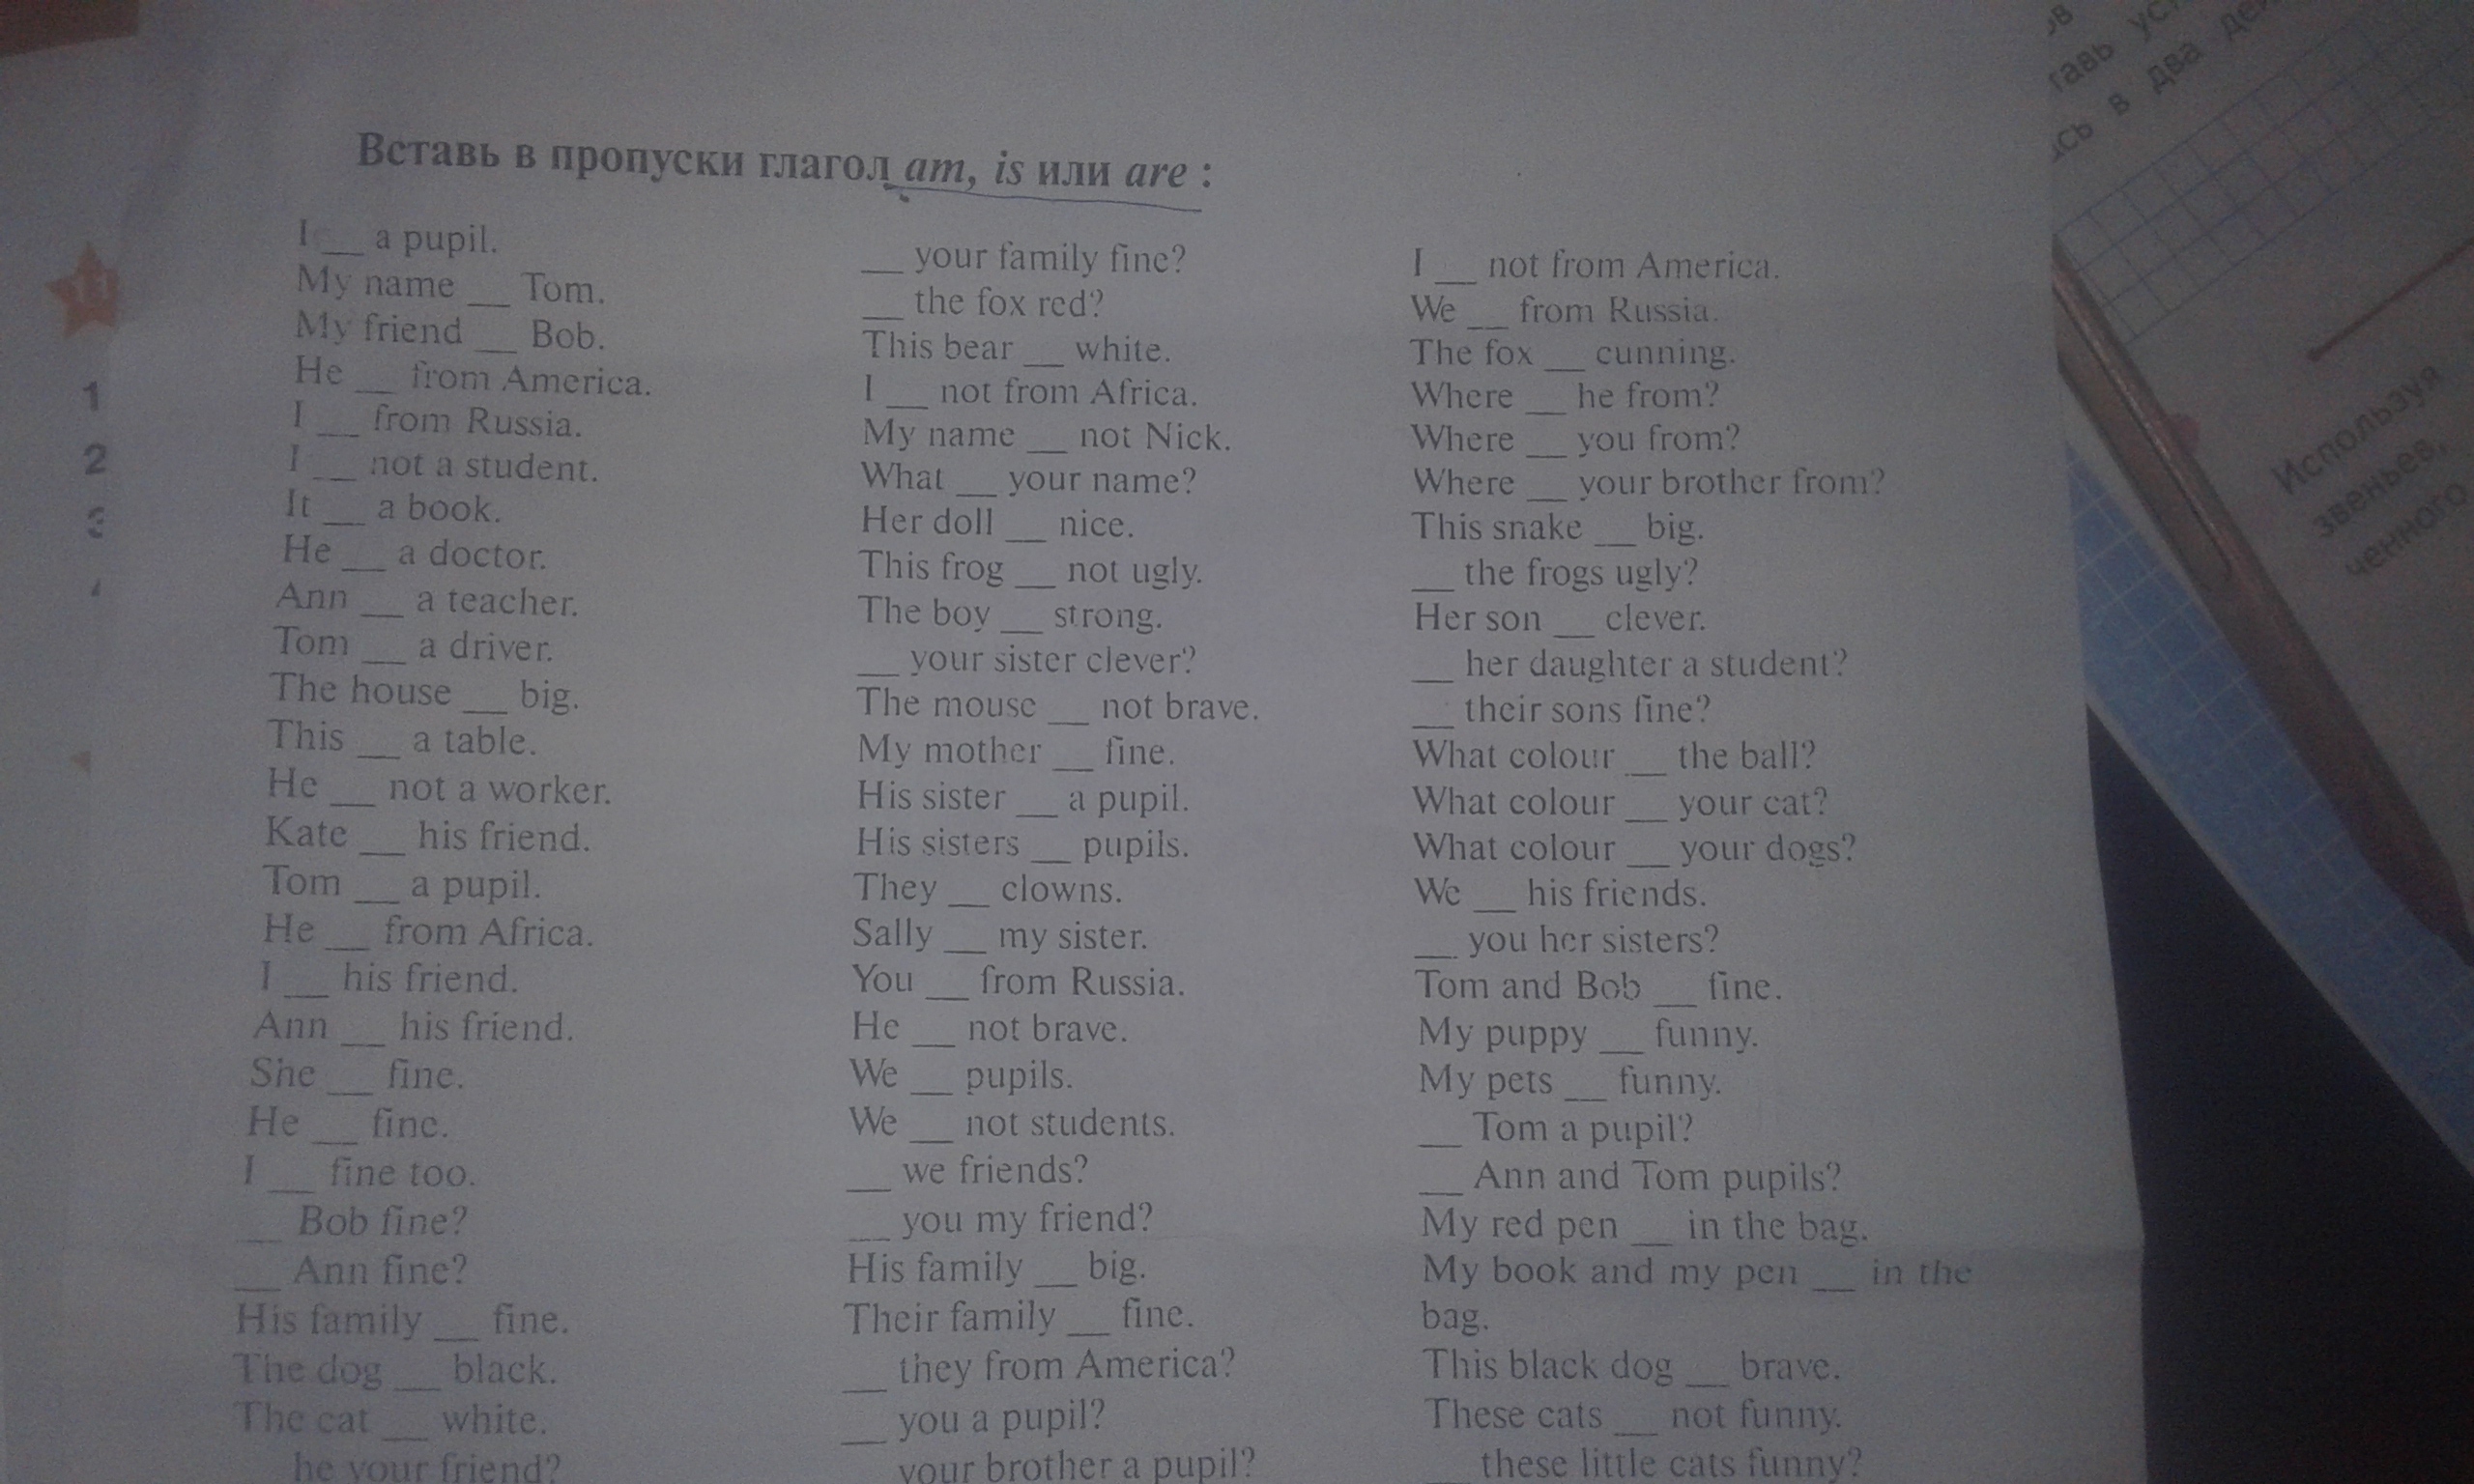 Вставь в пропуски глагол am, is или are :
I __ a pupil.
My name __ Tom.
My friend __ Bob.
He __ from America.
I __ from Russia.
I __ not a student.
It __ a book.
He __ a doctor.
Ann __ a teacher.
Tom __ a driver.
The house __ big.
This __ a table.
He __ not a worker.
Kate __ his friend.
Tom __ a pupil.
He __ from Africa.
I __ his friend.
Ann __ his friend.
She __ fine.
He __ fine.
I __ fine too.
__ Bob fine?
__ Ann fine?
His family __ fine.
The dog __ black.
The cat __ white.
he your friend?
__ your family fine?
__ the fox red?
This bear __ white.
I __ not from Africa.
My name __ not Nick.
What __ your name?
Her doll __ nice.
This frog __ not ugly.
The boy __ strong.
__ your sister clever?
The mouse __ not brave.
My mother __ fine.
His sister __ a pupil.
His sisters __ pupils.
They __ clowns.
Sally __ my sister.
You __ from Russia.
He __ not brave.
We __ pupils.
We __ not students.
__ we friends?
__ you my friend?
His family __ big.
Their family __ fine.
__ they from America?
__ you a pupil?
your brother a pupil?
I __ not from America.
We __ from Russia.
The fox __ cunning.
Where __ he from?
Where __ you from?
Where __ your brother from?
This snake __ big.
__ the frogs ugly?
Her son __ clever.
__ her daughter a student?
__ their sons fine?
What colour __ the ball?
What colour __ your cat?
What colour __ your dogs?
We __ his friends.
__ you her sisters?
Tom and Bob __ fine.
My puppy __ funny.
My pets __ funny.
__ Tom a pupil?
__ Ann and Tom pupils?
My red pen __ in the bag.
My book and my pen __ in the
bag.
This black dog __ brave.
These cats __ not funny.
__ these little cats funny?
11
1
2
3
в два
Используя
звеньев,
ченного